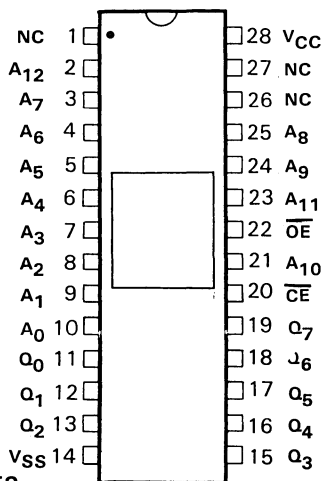 NC 1 28 VCC
A12 2 27 NC
A7 3 26 NC
A6 4 25 A8
A5 5 24 A9
A4 6 23 A11
A3 7 22 OE
A2 8 21 A10
A1 9 20 CE
A0 10 19 Q7
Q0 11 18 Q6
Q1 12 17 Q5
Q2 13 16 Q4
VSS 14 15 Q3